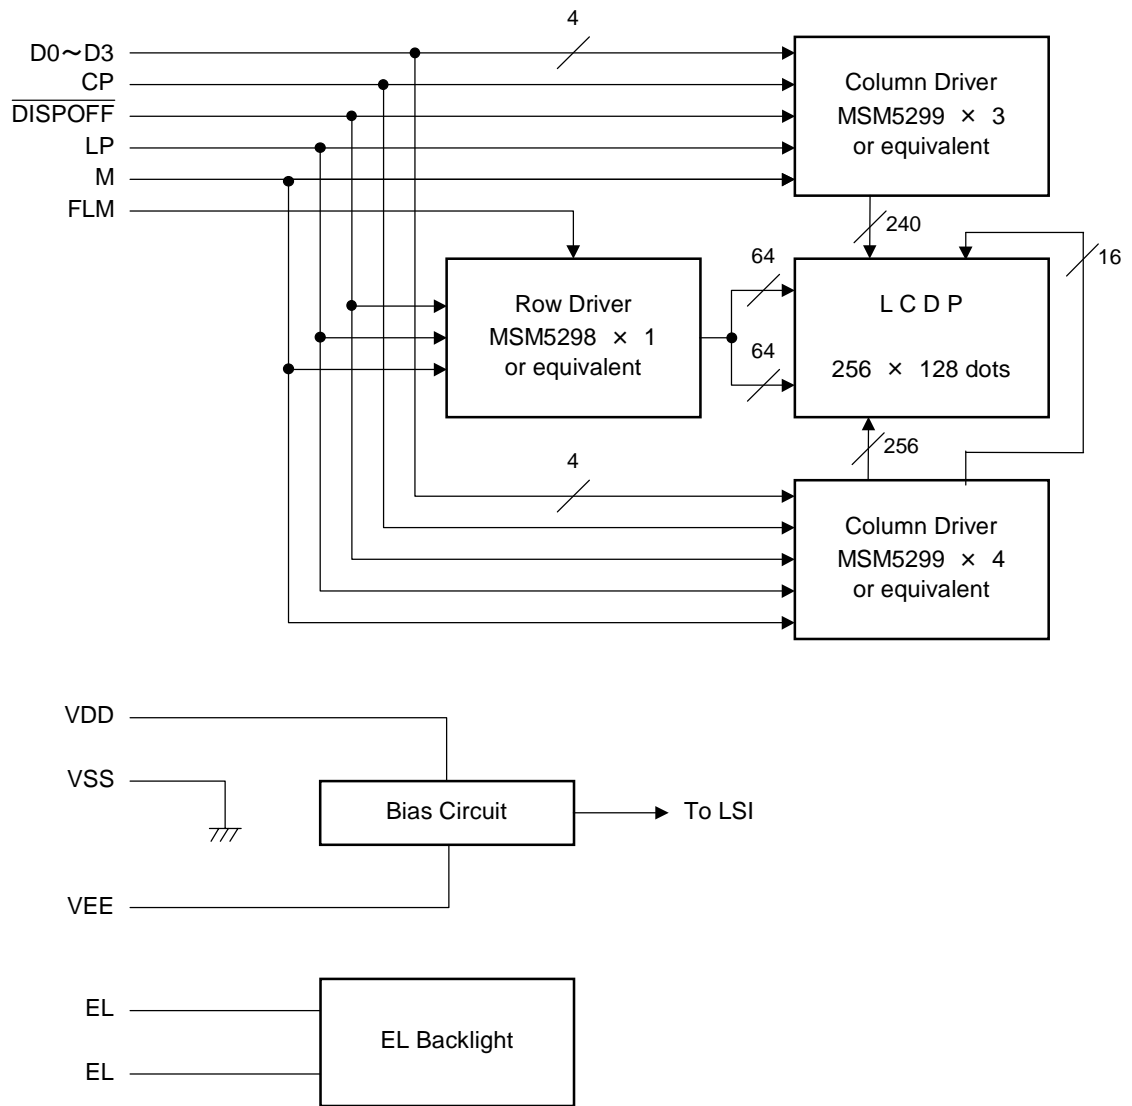 4
D0～D3
CP
DISPOFF
LP
M
FLM
Column Driver
MSM5299 × 3
or equivalent
240
16
64
64
Row Driver
MSM5298 × 1
or equivalent
L C D P
256 × 128 dots
256
4
Column Driver
MSM5299 × 4
or equivalent
VDD
VSS
Bias Circuit
To LSI
VEE
EL
EL Backlight
EL